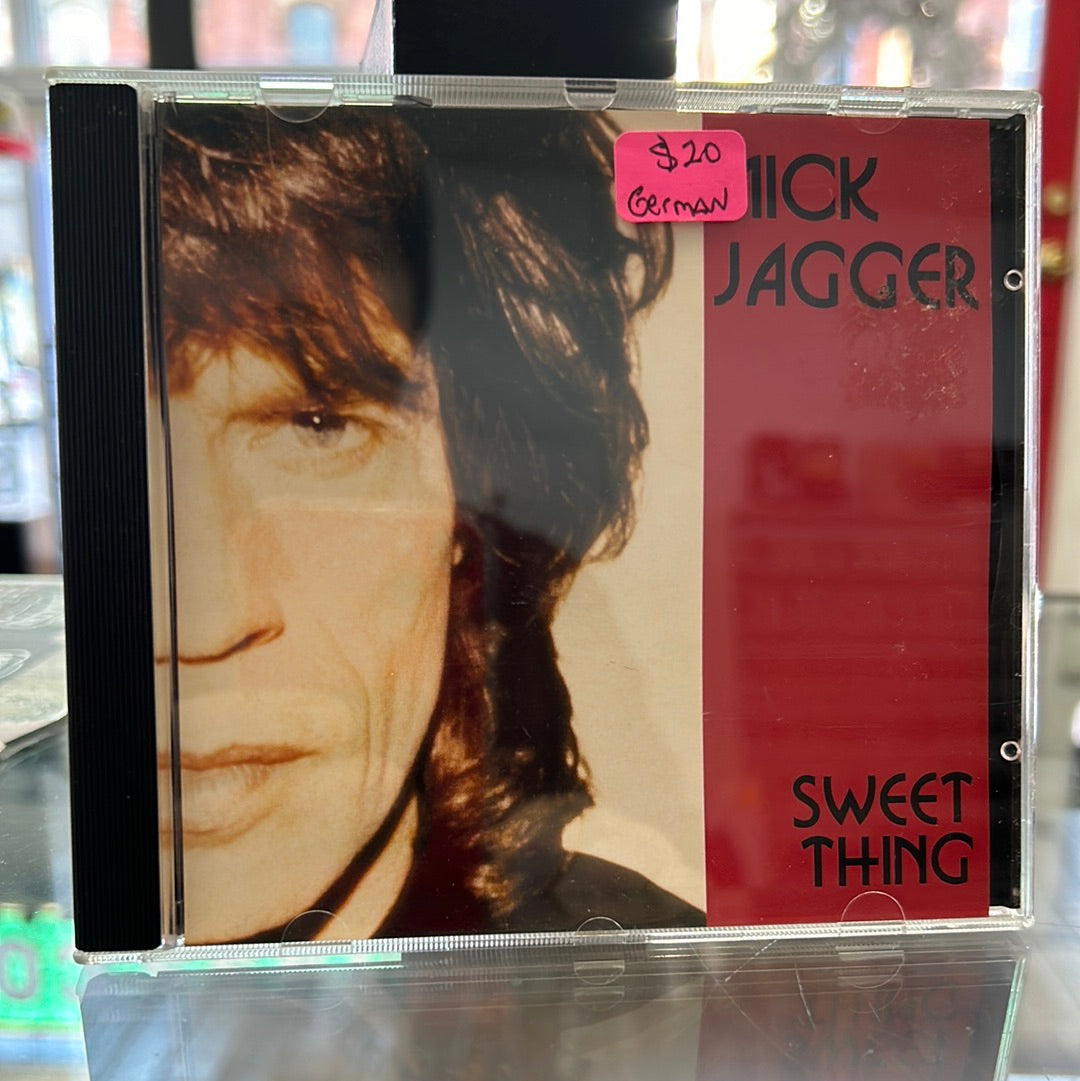 $20
German
MICK
JAGGER
SWEET
THING